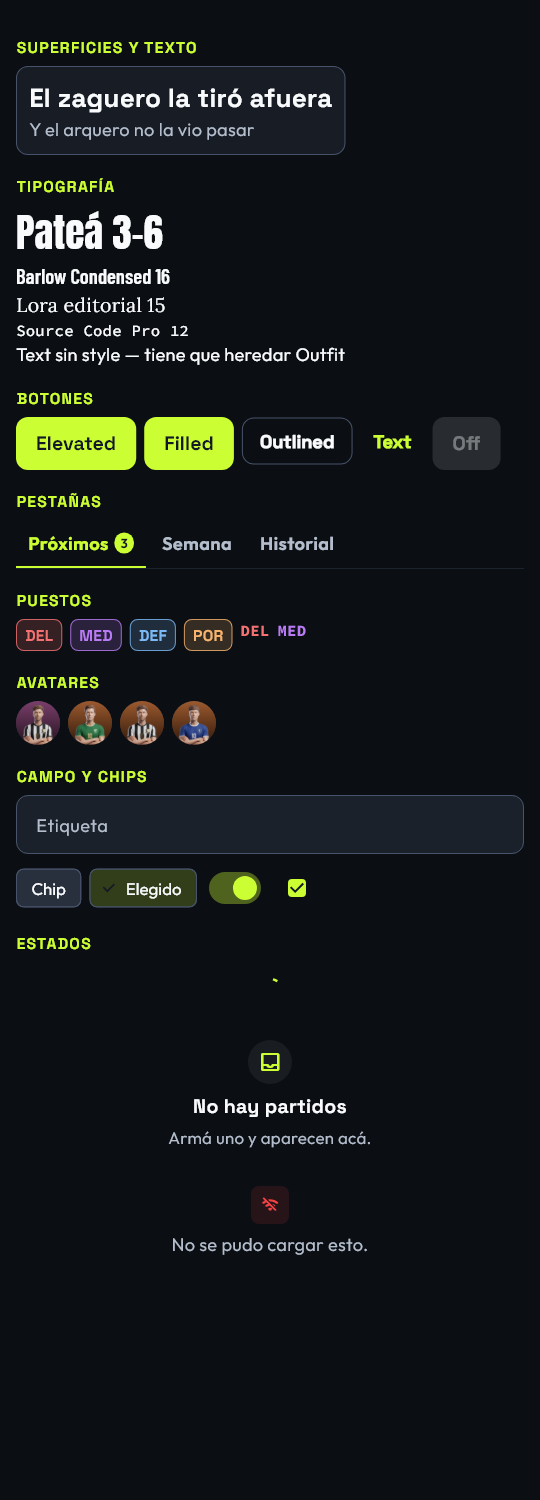 SUPERFICIES Y TEXTO
El zaguero la tiró afuera
Y el arquero no la vio pasar
TIPOGRAFÍA
Pateá 3-6
Barlow Condensed 16
Lora editorial 15
Source Code Pro 12
Text sin style — tiene que heredar Outfit
BOTONES
Elevated Filled Outlined Text Off
PESTAÑAS
Próximos 3 Semana Historial
PUESTOS
DEL MED DEF POR DEL MED
AVATARES
CAMPO Y CHIPS
Etiqueta
Chip Elegido
ESTADOS
No hay partidos
Armá uno y aparecen acá.
No se pudo cargar esto.